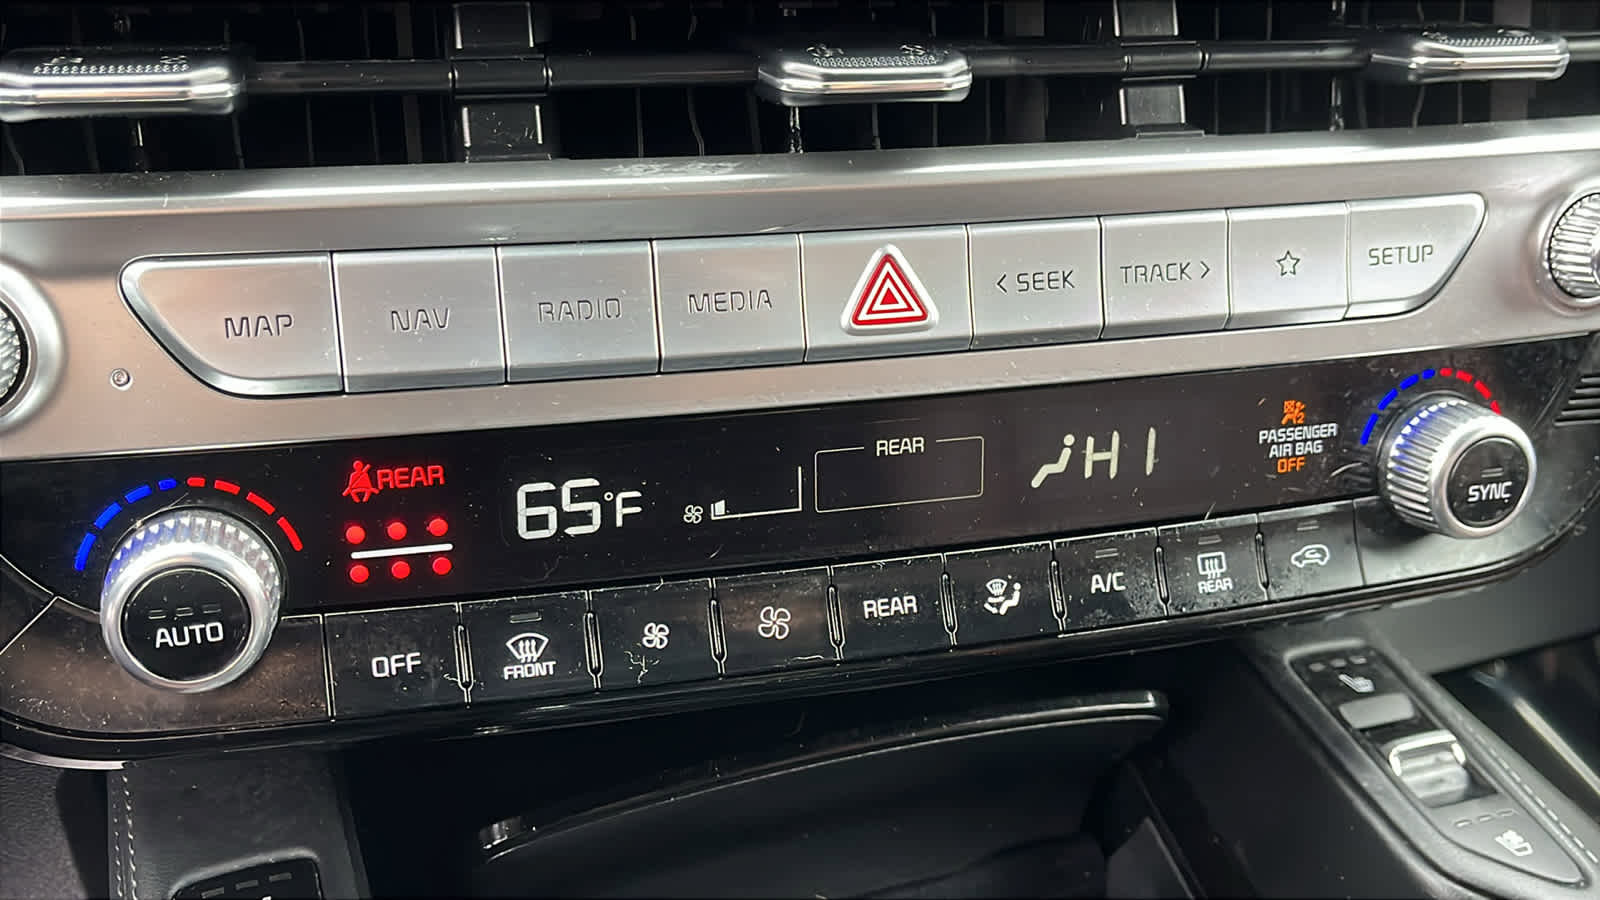 MAP
NAV
RADIO
MEDIA
< SEEK
TRACK >
SETUP
REAR
65°F
REAR
HI
PASSENGER
AIR BAG
OFF
AUTO
SYNC
OFF
FRONT
REAR
A/C
REAR